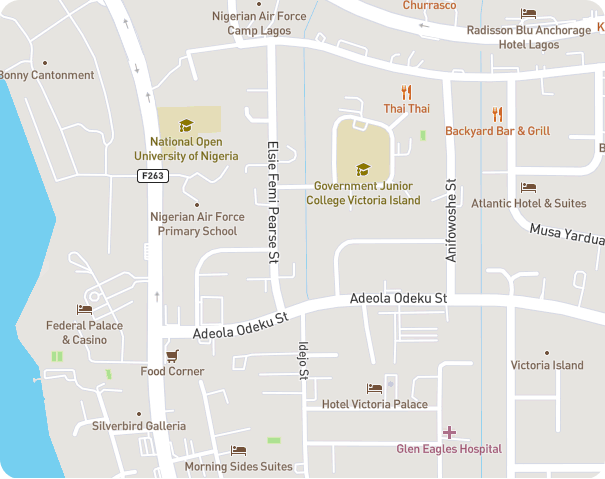 Churrasco
Nigerian Air Force
Camp Lagos
Radisson Blu Anchorage
Hotel Lagos
K
Bonny Cantonment
Thai Thai
Backyard Bar & Grill
National Open
University of Nigeria
B
F263
Elsie Femi Pearse St
Government Junior
College Victoria Island
Anifowoshe St
Atlantic Hotel & Suites
Nigerian Air Force
Primary School
Musa Yardua
Adeola Odeku St
Adeola Odeku St
Federal Palace
& Casino
Idejo St
Food Corner
Victoria Island
Hotel Victoria Palace
Silverbird Galleria
Glen Eagles Hospital
Morning Sides Suites